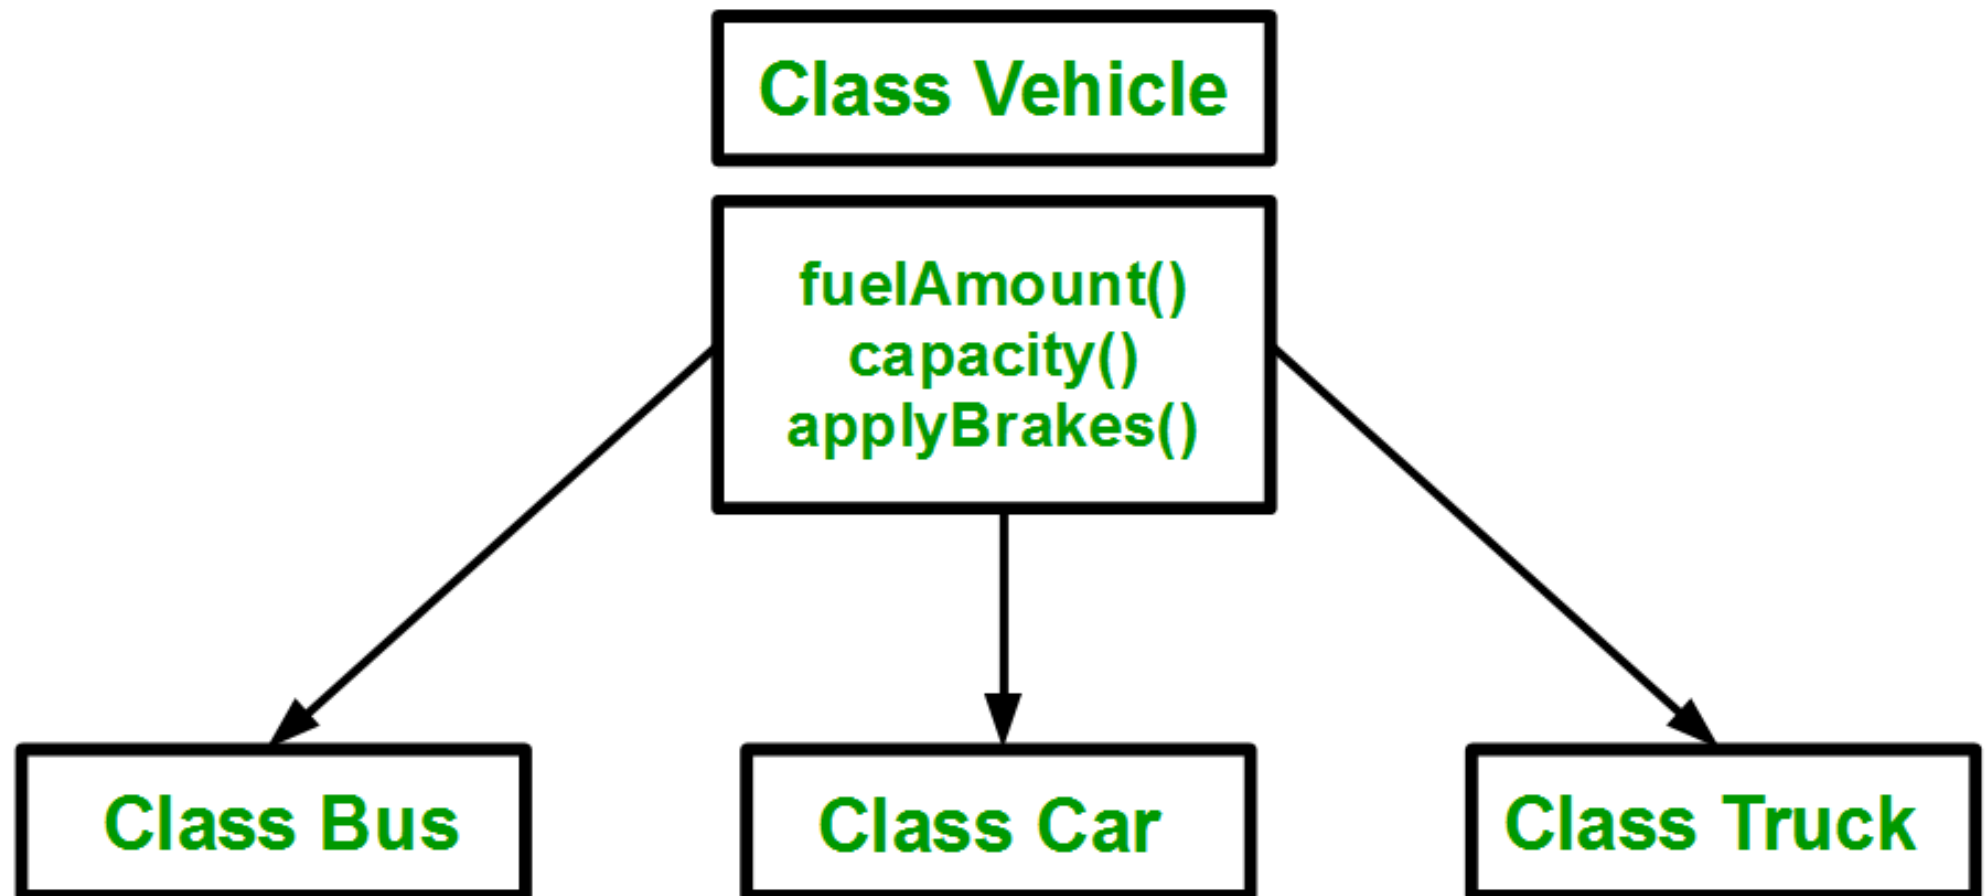 Class Vehicle
fuelAmount()
capacity()
applyBrakes()
Class Bus
Class Car
Class Truck